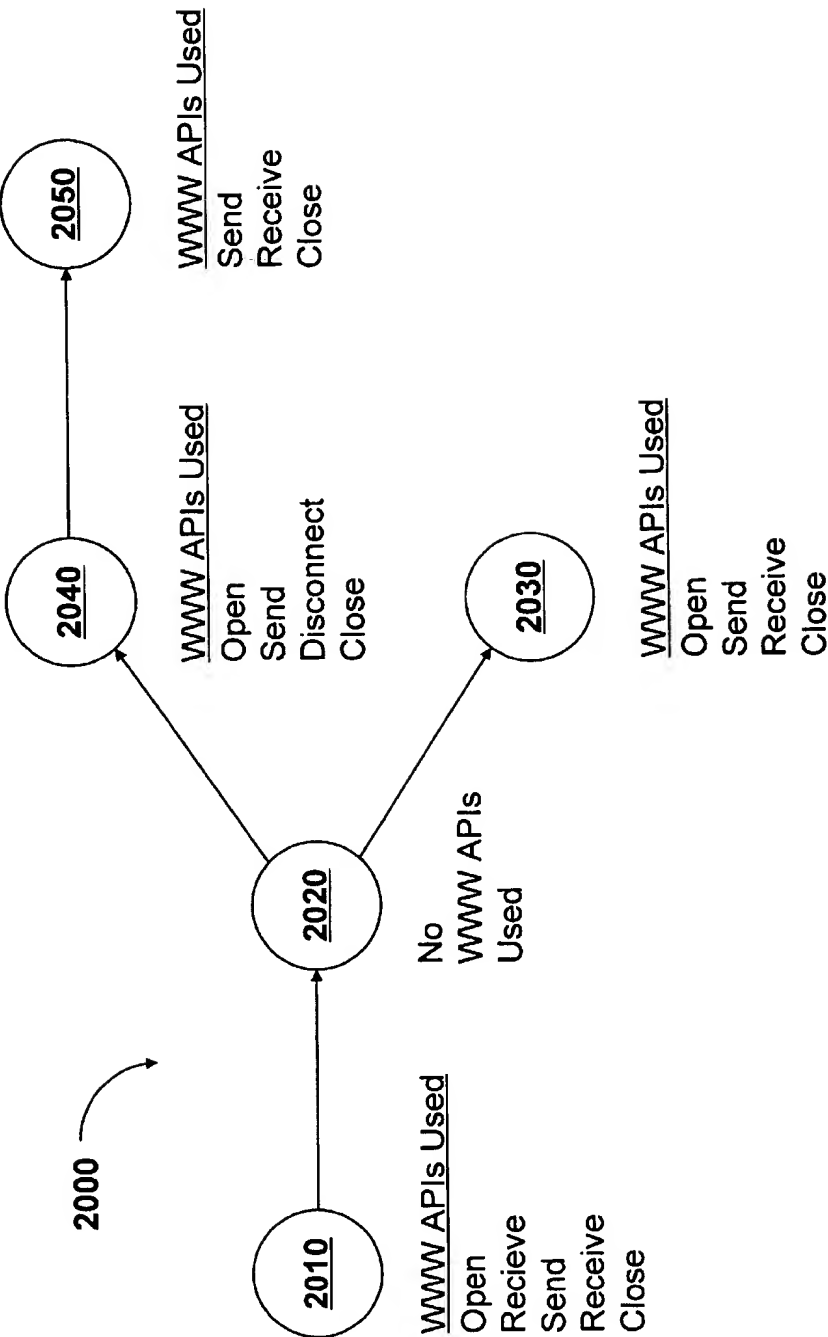 2000
2010
WWW APIs Used
Open
Recieve
Send
Receive
Close
2020
No
WWW APIs
Used
2040
WWW APIs Used
Open
Send
Disconnect
Close
2030
WWW APIs Used
Open
Send
Receive
Close
2050
WWW APIs Used
Send
Receive
Close